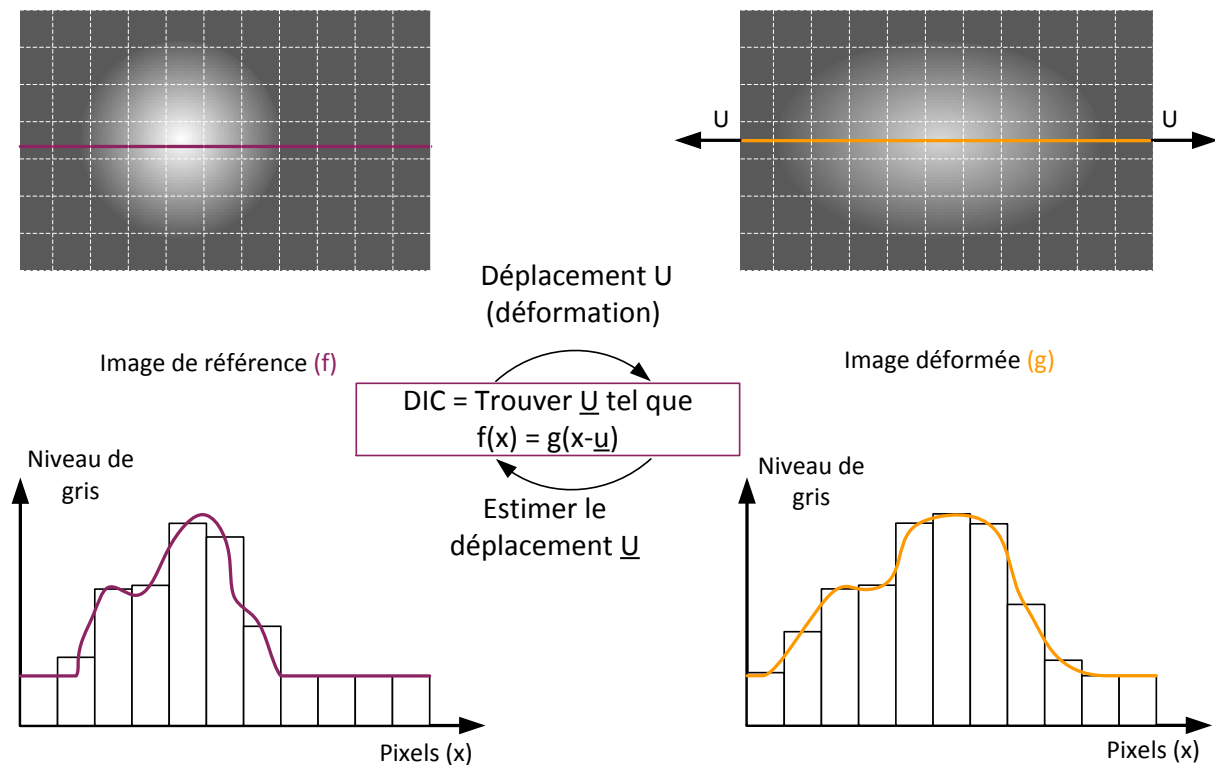 U
U
Déplacement U
(déformation)
Image de référence (f)
Image déformée (g)
DIC = Trouver U tel que
f(x) = g(x-u)
Estimer le
déplacement U
Niveau de
gris
Pixels (x)
Niveau de
gris
Pixels (x)